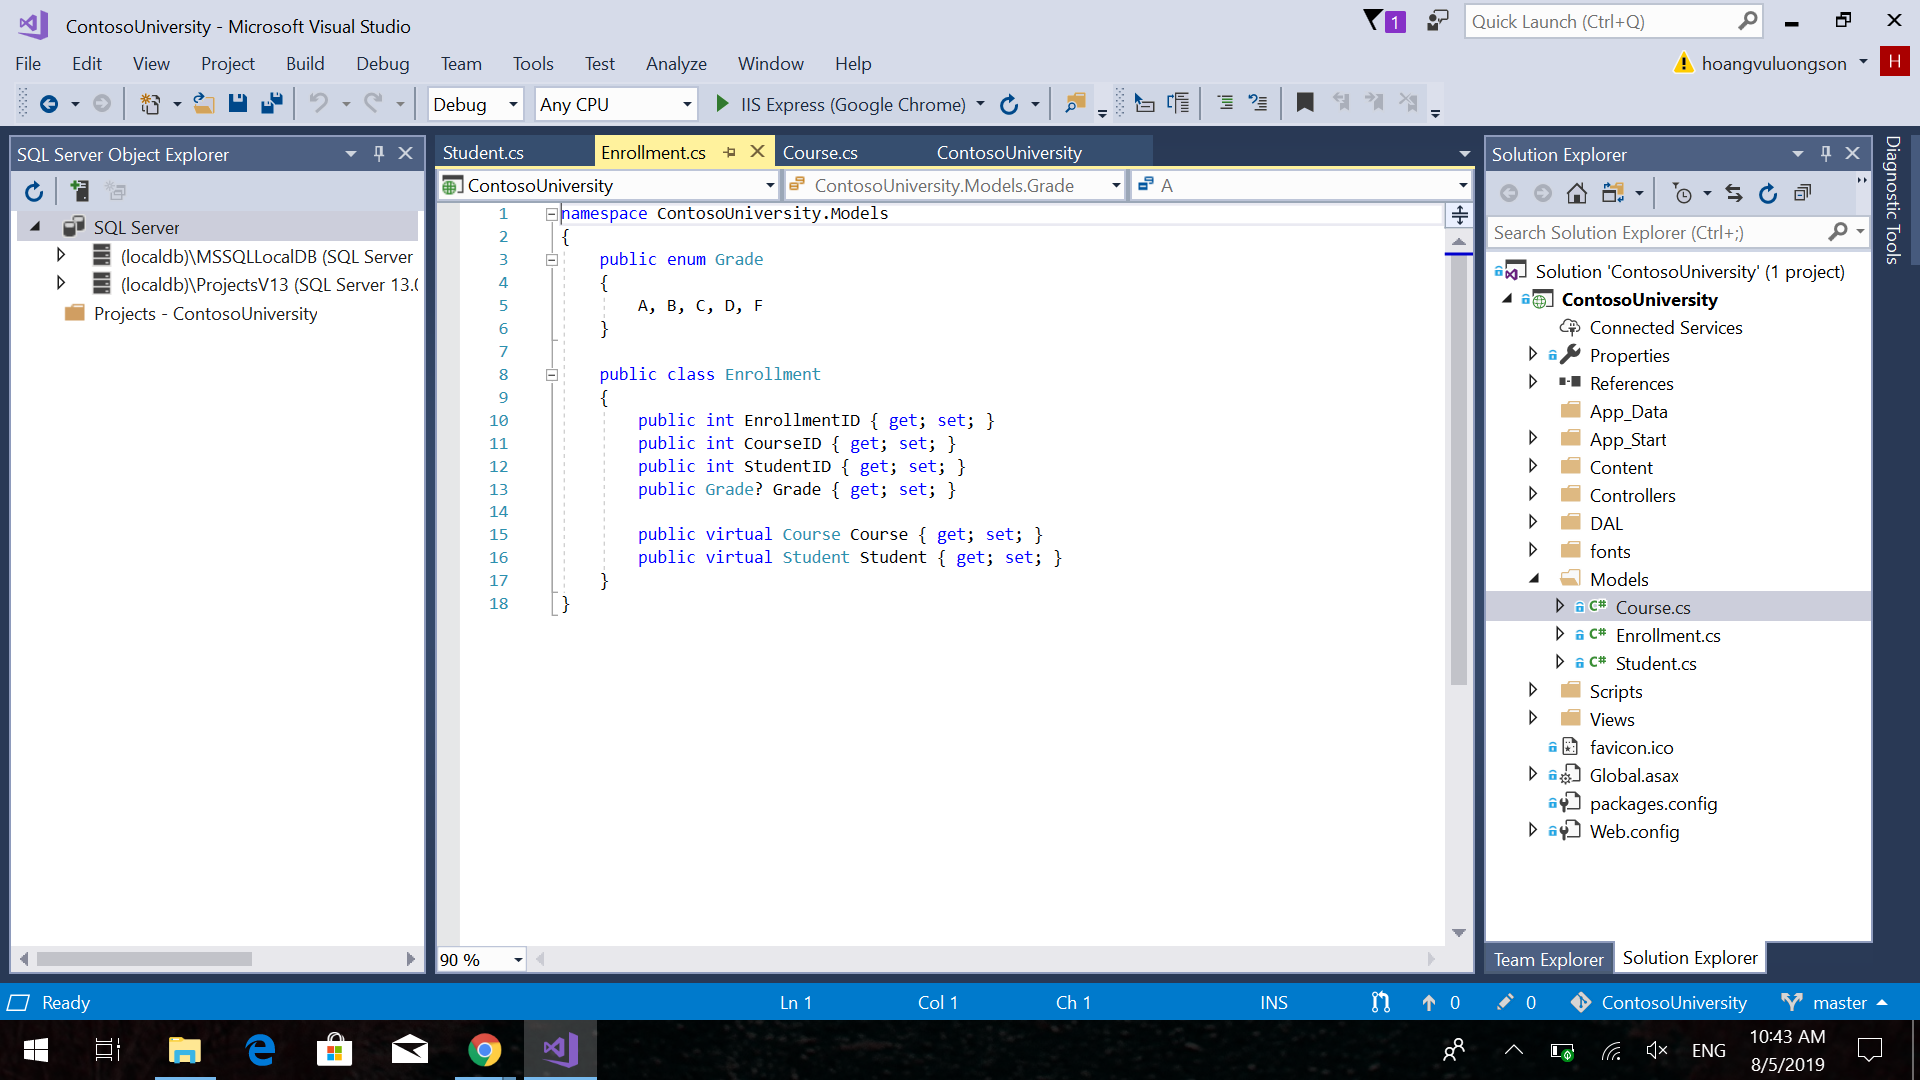 ContosoUniversity - Microsoft Visual Studio
1
Quick Launch (Ctrl+Q)
File Edit View Project Build Debug Team Tools Test Analyze Window Help
hoangvuluongson
H
Debug
Any CPU
IIS Express (Google Chrome)
SQL Server Object Explorer
SQL Server
(localdb)\MSSQLLocalDB (SQL Server
(localdb)\ProjectsV13 (SQL Server 13.0
Projects - ContosoUniversity
Student.cs
Enrollment.cs
Course.cs
ContosoUniversity
ContosoUniversity
ContosoUniversity.Models.Grade
A
1 namespace ContosoUniversity.Models
2 {
3 public enum Grade
4 {
5 A, B, C, D, F
6 }
7
8 public class Enrollment
9 {
10 public int EnrollmentID { get; set; }
11 public int CourseID { get; set; }
12 public int StudentID { get; set; }
13 public Grade? Grade { get; set; }
14
15 public virtual Course Course { get; set; }
16 public virtual Student Student { get; set; }
17 }
18 }
90 %
Solution Explorer
Search Solution Explorer (Ctrl+;)
Solution 'ContosoUniversity' (1 project)
ContosoUniversity
Connected Services
Properties
References
App_Data
App_Start
Content
Controllers
DAL
fonts
Models
C# Course.cs
C# Enrollment.cs
C# Student.cs
Scripts
Views
favicon.ico
Global.asax
packages.config
Web.config
Team Explorer
Solution Explorer
Diagnostic Tools
Ready
Ln 1
Col 1
Ch 1
INS
0
0
ContosoUniversity
master
ENG
10:43 AM
8/5/2019